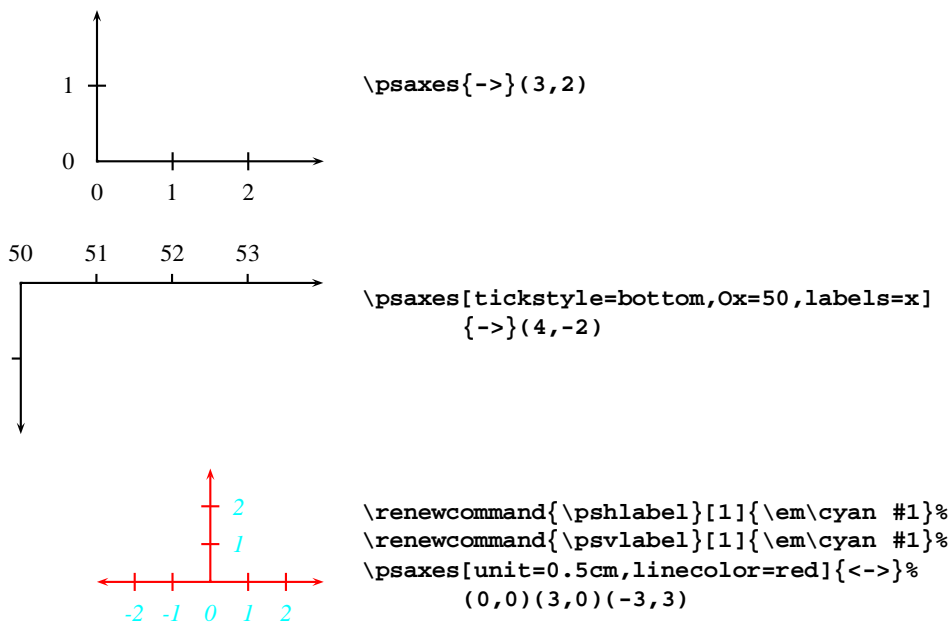 1
\psaxes{->}(3,2)
0
0 1 2
50 51 52 53
\psaxes[tickstyle=bottom,Ox=50,labels=x]
{->}(4,-2)
2
\renewcommand{\pshlabel}[1]{\em\cyan #1}%
1
\renewcommand{\psvlabel}[1]{\em\cyan #1}%
\psaxes[unit=0.5cm,linecolor=red]{<->}%
(0,0)(3,0)(-3,3)
-2 -1 0 1 2